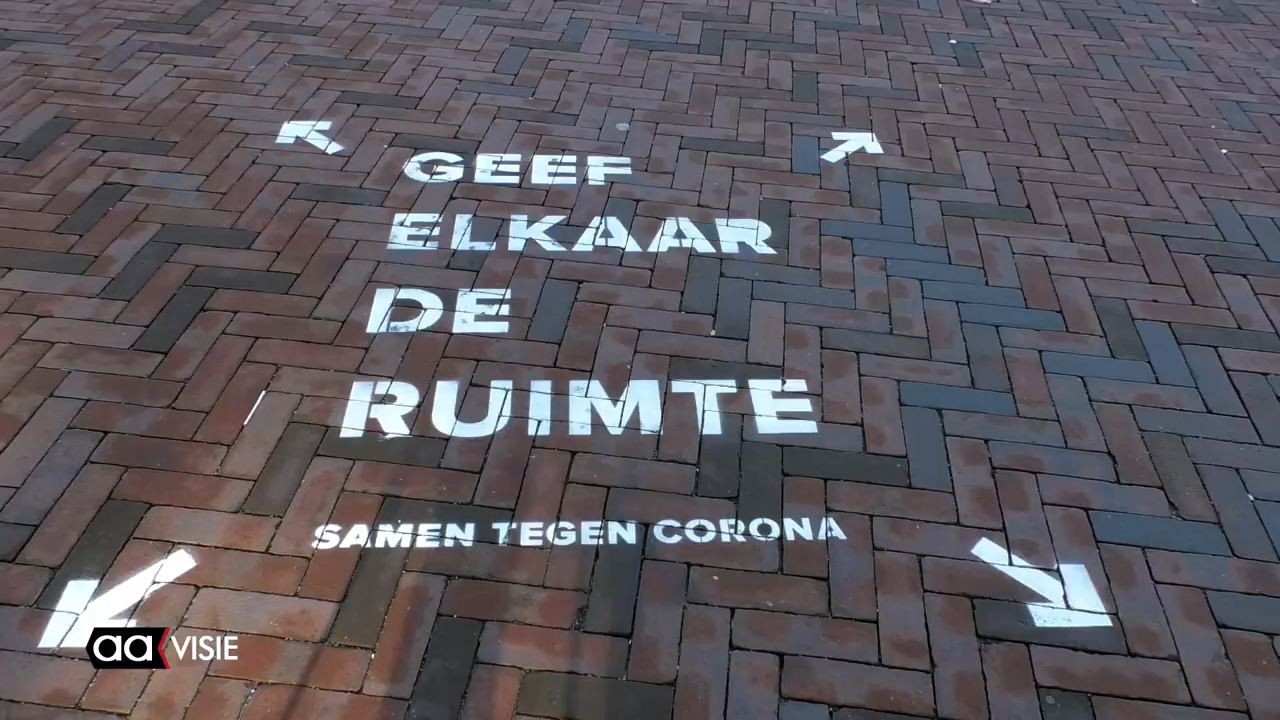 GEEF
ELKAAR
DE
RUIMTE
SAMEN TEGEN CORONA
aa VISIE